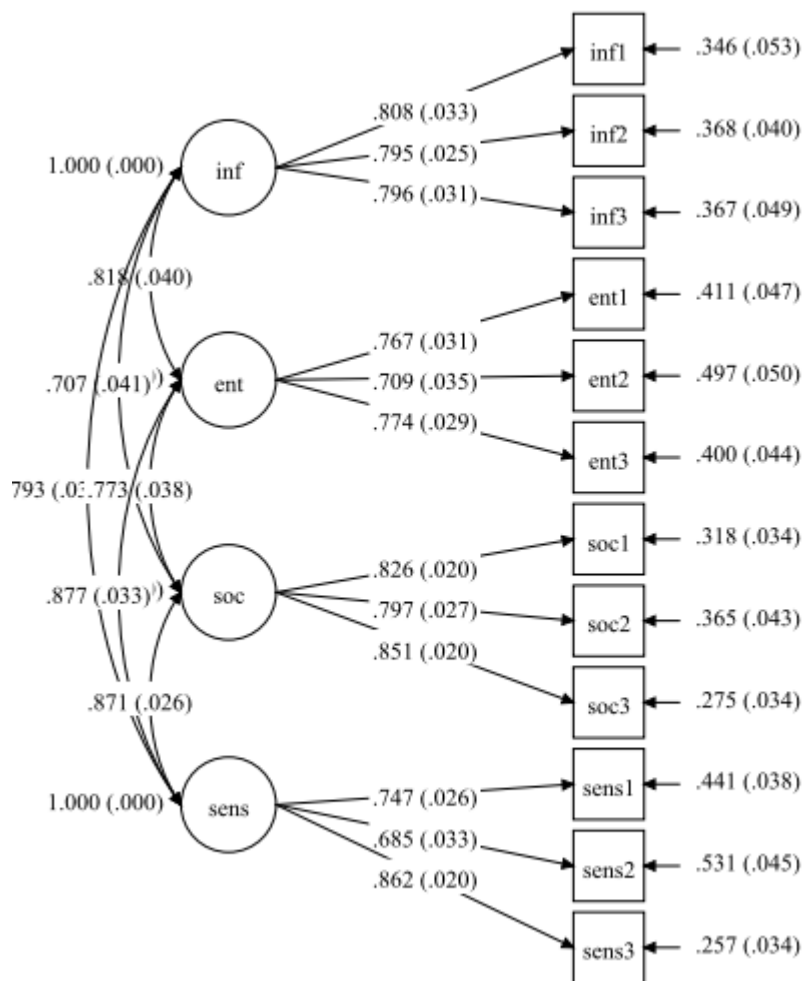 inf1
.346 (.053)
.808 (.033)
inf2
.368 (.040)
.795 (.025)
1.000 (.000)
inf
.796 (.031)
inf3
.367 (.049)
.818 (.040)
ent1
.411 (.047)
.767 (.031)
.707 (.041)
ent
.709 (.035)
ent2
.497 (.050)
.774 (.029)
ent3
.400 (.044)
793
.773 (.038)
soc1
.318 (.034)
.826 (.020)
.877 (.033)
soc
.797 (.027)
soc2
.365 (.043)
.851 (.020)
soc3
.275 (.034)
.871 (.026)
sens1
.441 (.038)
.747 (.026)
1.000 (.000)
sens
.685 (.033)
sens2
.531 (.045)
.862 (.020)
sens3
.257 (.034)